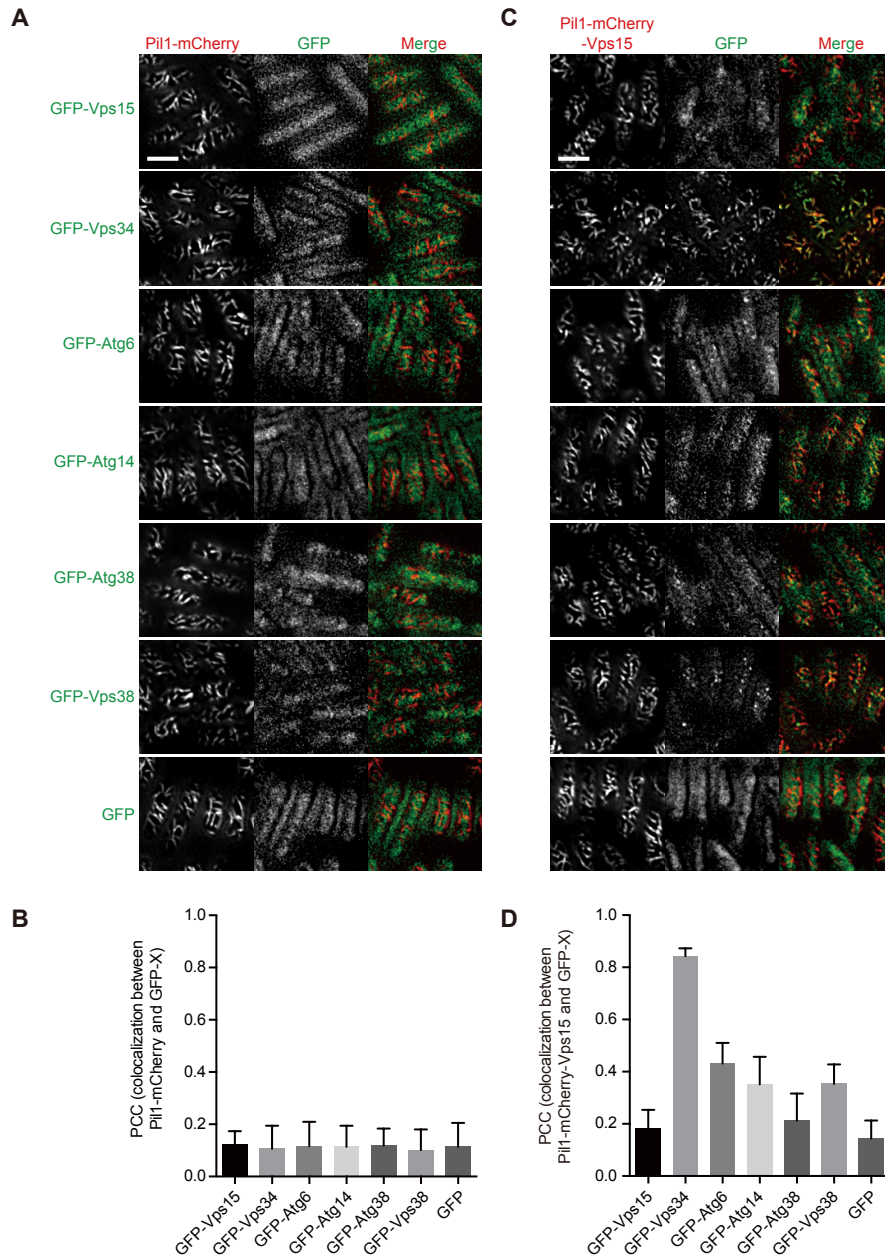 A
Pil1-mCherry GFP Merge
GFP-Vps15
GFP-Vps34
GFP-Atg6
GFP-Atg14
GFP-Atg38
GFP-Vps38
GFP
C
Pil1-mCherry
-Vps15 GFP Merge
B
PCC (colocalization between
Pil1-mCherry and GFP-X)
1.0
0.8
0.6
0.4
0.2
0.0
GFP-Vps15
GFP-Vps34
GFP-Atg6
GFP-Atg14
GFP-Atg38
GFP-Vps38
GFP
D
PCC (colocalization between
Pil1-mCherry-Vps15 and GFP-X)
1.0
0.8
0.6
0.4
0.2
0.0
GFP-Vps15
GFP-Vps34
GFP-Atg6
GFP-Atg14
GFP-Atg38
GFP-Vps38
GFP